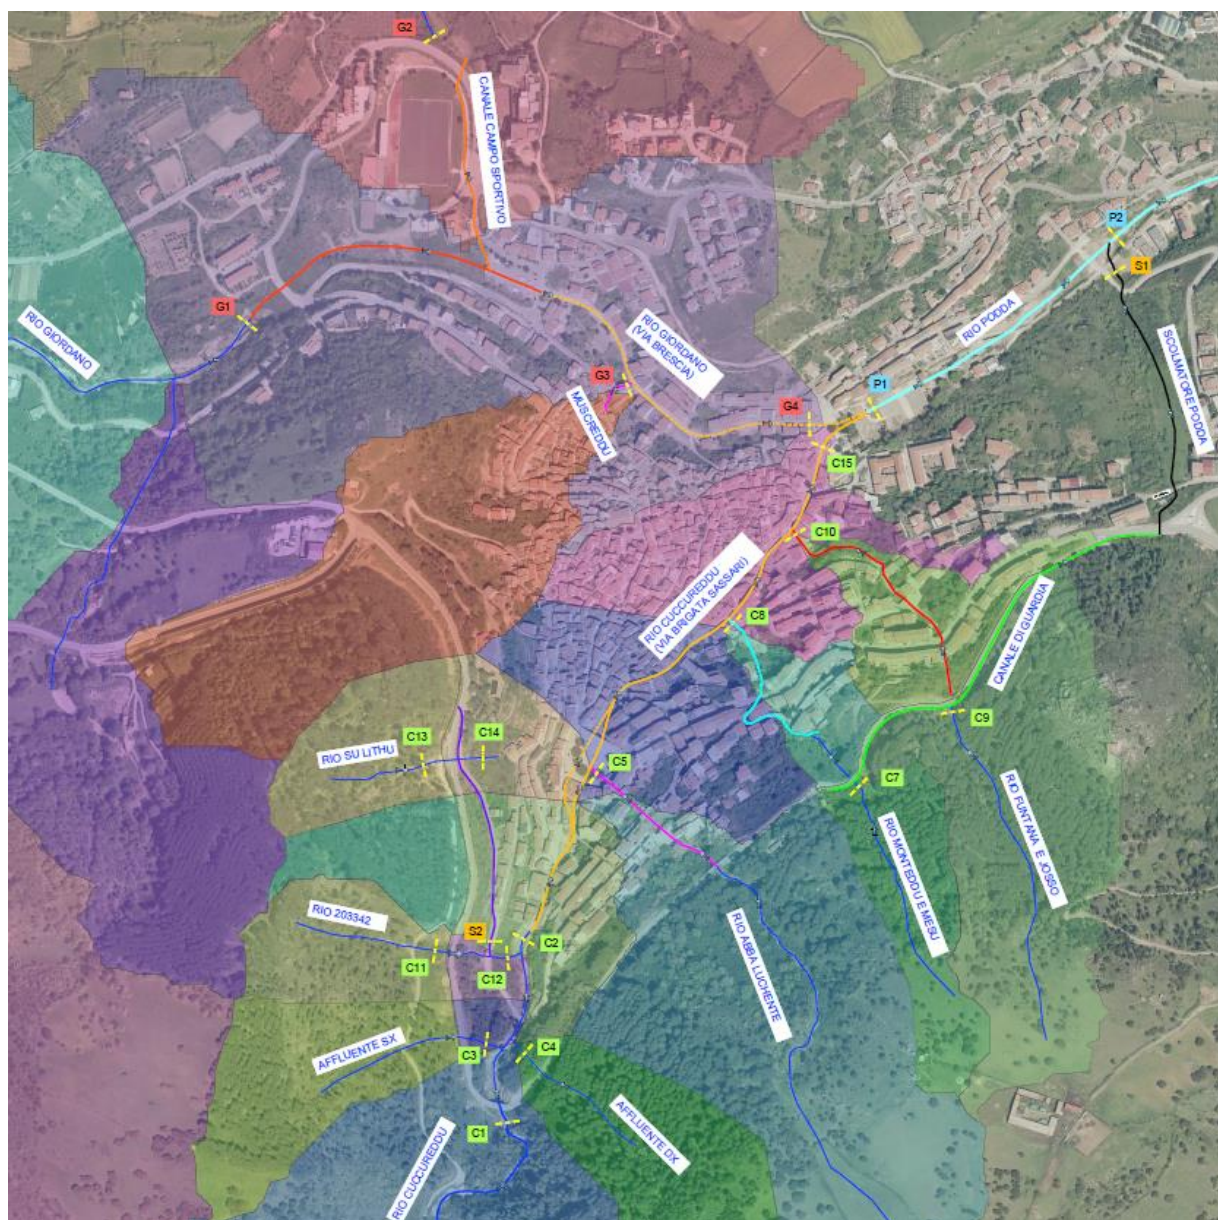 G2
CANALE CAMPO SPORTIVO
P2
S1
G1
RIO GIORDANO
RIO PODDA
RIO GIORDANO
(VIA BRESCIA)
SCOLMATORE PODDA
G3
MUSCREDDU
P1
G4
C15
C10
RIO CUCCUREDDU
(VIA BRIGATA SASSARI)
C8
CANALE DI GUARDIA
C9
C13
C14
RIO SU LITHU
C5
C7
RIO FUNTANA E JOSSO
RIO MONTEDDU E MESU
RIO 203342
S2
C2
C11
C12
RIO ABBA LUCHENTE
AFFLUENTE SX
C3
C4
AFFLUENTE DX
C1
RIO CUCCUREDDU